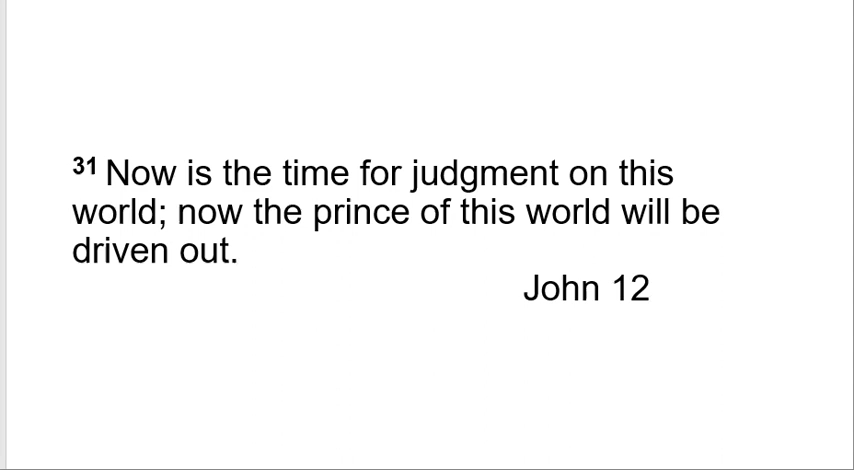 31 Now is the time for judgment on this
world; now the prince of this world will be
driven out.
John 12